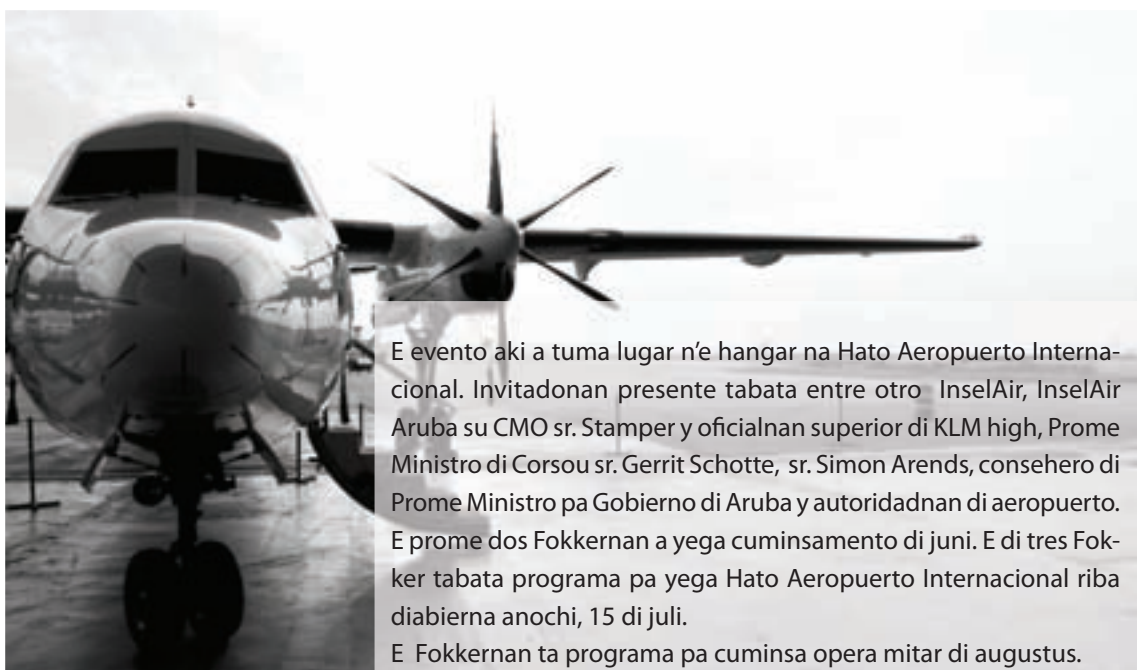 E evento aki a tuma lugar n'e hangar na Hato Aeropuerto Interna-
cional. Invitadonan presente tabata entre otro InselAir, InselAir
Aruba su CMO sr. Stamper y oficialnan superior di KLM high, Prome
Ministro di Corsou sr. Gerrit Schotte, sr. Simon Arends, consehero di
Prome Ministro pa Gobierno di Aruba y autoridadnan di aeropuerto.
E prome dos Fokkernan a yega cuminsamento di juni. E di tres Fok-
ker tabata programa pa yega Hato Aeropuerto Internacional riba
diabierna anochi, 15 di juli.
E Fokkernan ta programa pa cuminsa opera mitar di augustus.